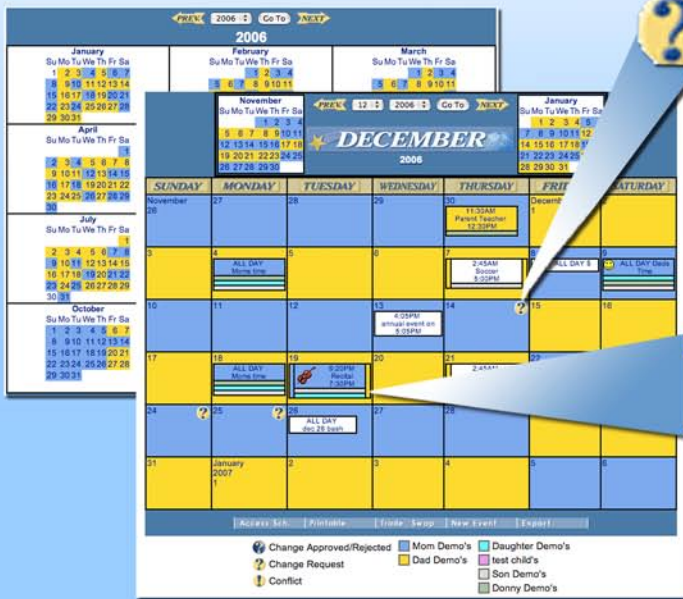 PREV. 2006 Go To NEXT
2006
January
Su Mo Tu We Th Fr Sa
1 2 3 4 5 6 7
8 9 10 11 12 13 14
15 16 17 18 19 20 21
22 23 24 25 26 27 28
29 30 31
February
Su Mo Tu We Th Fr Sa
1 2 3 4
5 6 7 8 9 10 11
March
Su Mo Tu We Th Fr Sa
1 2 3 4
5 6 7 8 9 10 11
April
Su Mo Tu We Th Fr Sa
1
2 3 4 5 6 7 8
9 10 11 12 13 14 15
16 17 18 19 20 21 22
23 24 25 26 27 28 29
30
July
Su Mo Tu We Th Fr Sa
1
2 3 4 5 6 7 8
9 10 11 12 13 14 15
16 17 18 19 20 21 22
23 24 25 26 27 28 29
30 31
October
Su Mo Tu We Th Fr Sa
1 2 3 4 5 6 7
8 9 10 11 12 13 14
15 16 17 18 19 20 21
22 23 24 25 26 27 28
29 30 31
November
Su Mo Tu We Th Fr Sa
1 2 3 4
5 6 7 8 9 10 11
12 13 14 15 16 17 18
19 20 21 22 23 24 25
26 27 28 29 30
PREV. 12 2006 Go To NEXT
DECEMBER
2006
January
Su Mo Tu We Th Fr Sa
1 2 3 4 5
7 8 9 10 11 12
14 15 16 17 18
21 22 23 24 25
28 29 30 31
SUNDAY MONDAY TUESDAY WEDNESDAY THURSDAY SATURDAY
November
26 27 28 29 30
11:30AM
Parent Teacher
12:30PM
1
3 4 5 6 7 8 9
ALL DAY
Moms time
2:45AM
Soccer
5:00PM
ALL DAY
ALL DAY Dads
Time
10 11 12 13 14 ? 15 16
4:05PM
annual event on
5:05PM
17 18 19 20 21 22
ALL DAY
Moms time
Recital
7:30PM
2:45AM
24 ? 25 ? 26 27 28
ALL DAY
dec 26 bash
31 January
2007
1 2 3 4 5 6
Access Sch. Printable Trade/Swap New Event Export
Change Approved/Rejected Mom Demo's Daughter Demo's
? Change Request Dad Demo's test child's
! Conflict Son Demo's
Donny Demo's
?